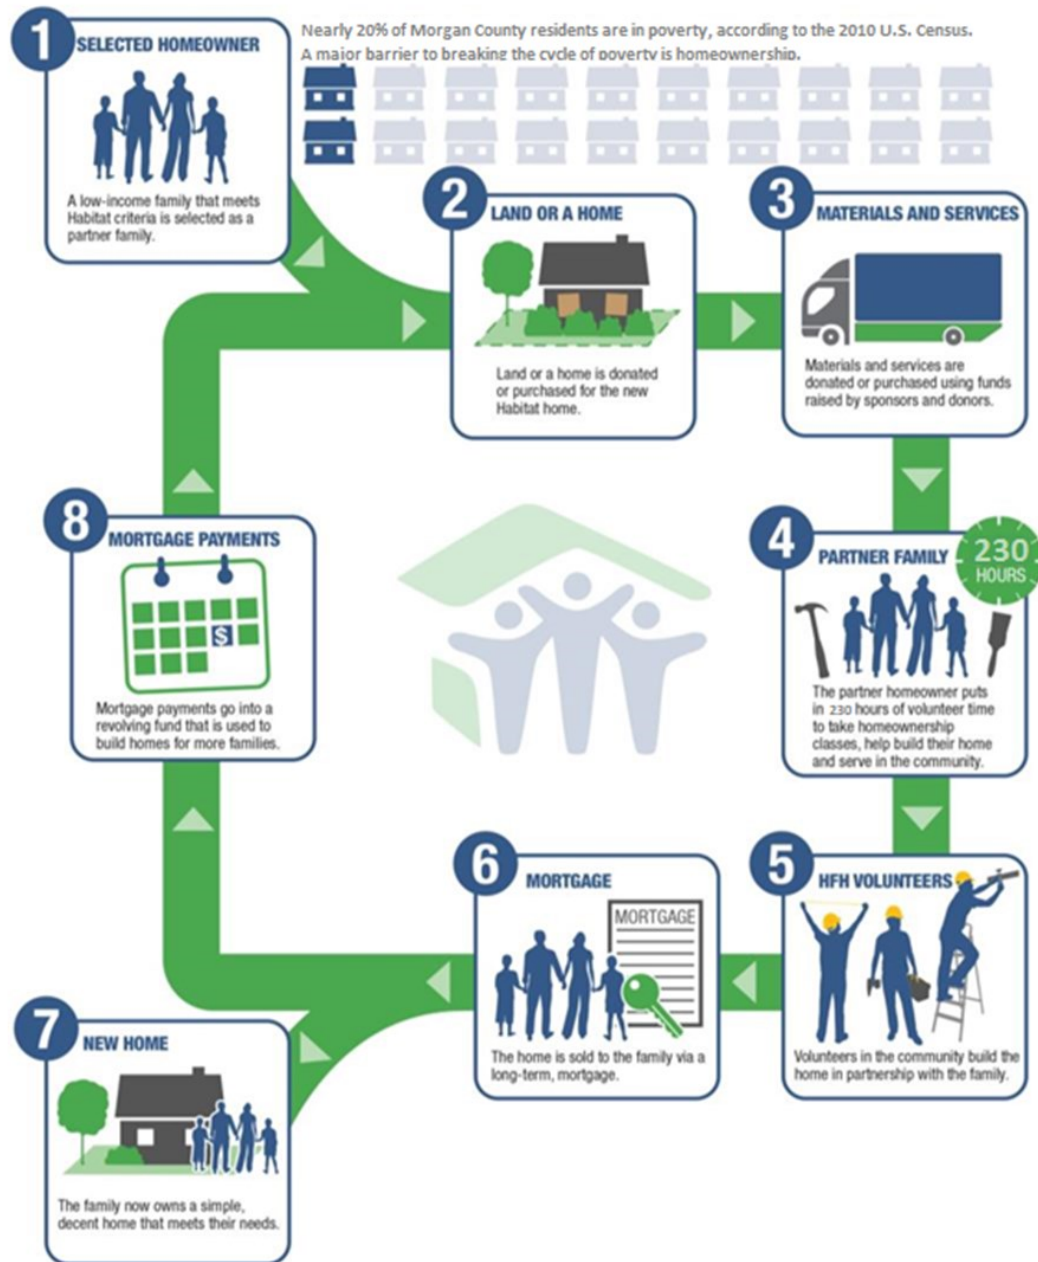 Nearly 20% of Morgan County residents are in poverty, according to the 2010 U.S. Census.
A major barrier to breaking the cycle of poverty is homeownership.
1
SELECTED HOMEOWNER
A low-income family that meets
Habitat criteria is selected as a
partner family.
2
LAND OR A HOME
Land or a home is donated
or purchased for the new
Habitat home.
3
MATERIALS AND SERVICES
Materials and services are
donated or purchased using funds
raised by sponsors and donors.
4
PARTNER FAMILY
230
HOURS
The partner homeowner puts
in 230 hours of volunteer time
to take homeownership
classes, help build their home
and serve in the community.
5
HFH VOLUNTEERS
Volunteers in the community build the
home in partnership with the family.
6
MORTGAGE
MORTGAGE
The home is sold to the family via a
long-term, mortgage.
7
NEW HOME
The family now owns a simple,
decent home that meets their needs.
8
MORTGAGE PAYMENTS
$
Mortgage payments go into a
revolving fund that is used to
build homes for more families.